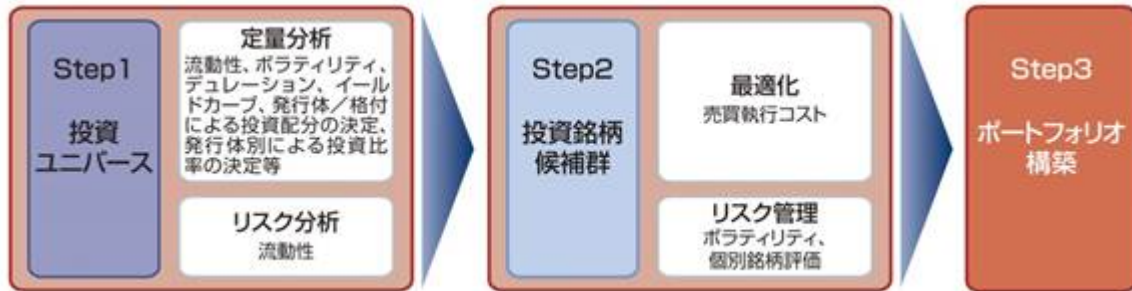 Step1
投資
ユニバース
定量分析
流動性、ボラティリティ、
デュレーション、イール
ドカーブ、発行体／格付
による投資配分の決定、
発行体別による投資比
率の決定等
リスク分析
流動性
Step2
投資銘柄
候補群
最適化
売買執行コスト
リスク管理
ボラティリティ、
個別銘柄評価
Step3
ポートフォリオ
構築